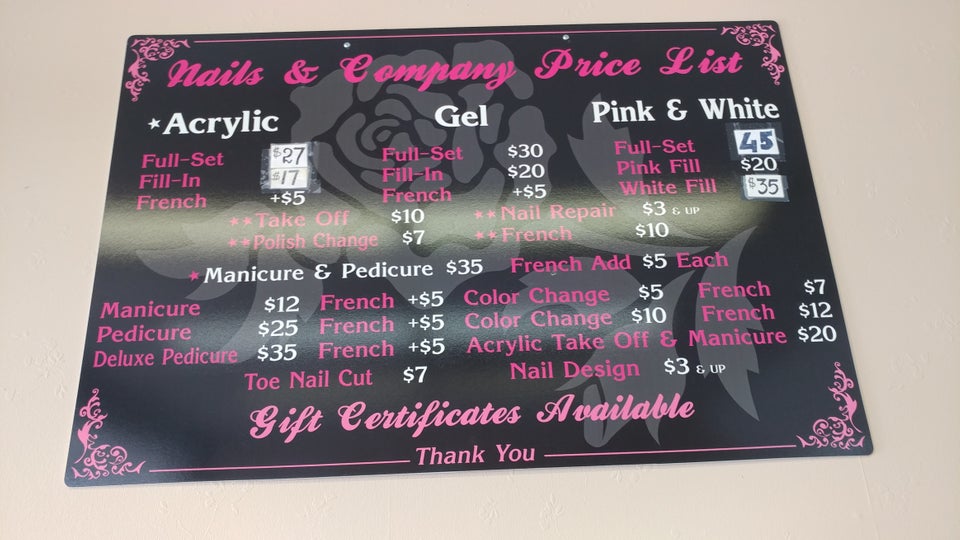 Nails & Company Price List
★Acrylic Gel Pink & White
Full-Set $27 Full-Set $30 Full-Set 45
Fill-In $17 Fill-In $20 Pink Fill $20
French +$5 French +$5 White Fill $35
★★Take Off $10 ★★Nail Repair $3 & UP
★★Polish Change $7 ★★French $10
★Manicure & Pedicure $35 French Add $5 Each
Manicure $12 French +$5 Color Change $5 French $7
Pedicure $25 French +$5 Color Change $10 French $12
Deluxe Pedicure $35 French +$5 Acrylic Take Off & Manicure $20
Toe Nail Cut $7 Nail Design $3 & UP
Gift Certificates Available
Thank You